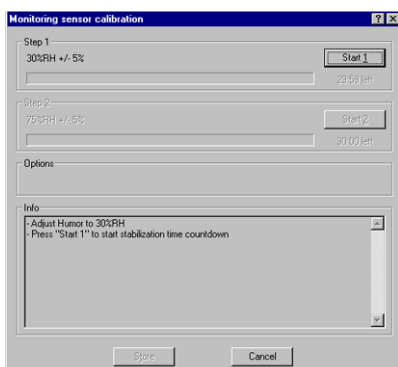 Monitoring sensor calibration
Step 1
30%RH +/- 5%
Start 1
29:59 left
Step 2
75%RH +/- 5%
Start 2
30:00 left
Options
Info
- Adjust Humor to 30%RH
- Press "Start 1" to start stabilization time countdown
Store
Cancel